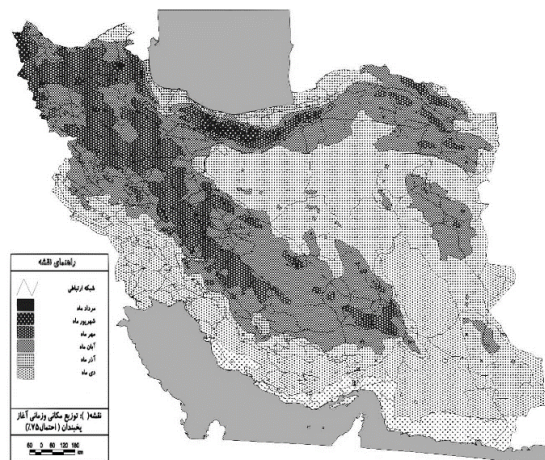 راهنمای نقشه
شبکه ارتباطی
مرداد ماه
شهریور ماه
مهر ماه
آبان ماه
آذر ماه
دی ماه
نقشه( ): توزیع مکانی وزمانی آغاز
یخبندان ( احتمال۷۵٪)
60 0 60 120 180